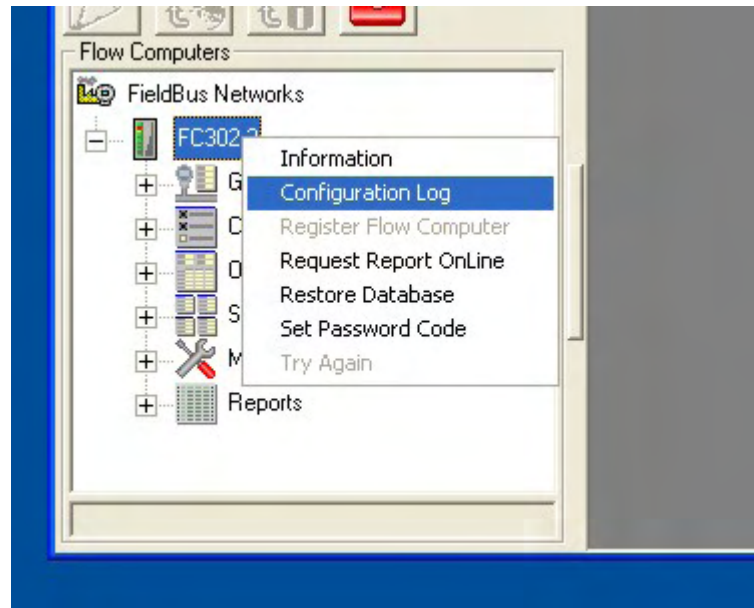 Flow Computers
FieldBus Networks
FC302-2
Information
Configuration Log
Register Flow Computer
Request Report OnLine
Restore Database
Set Password Code
Try Again
Reports